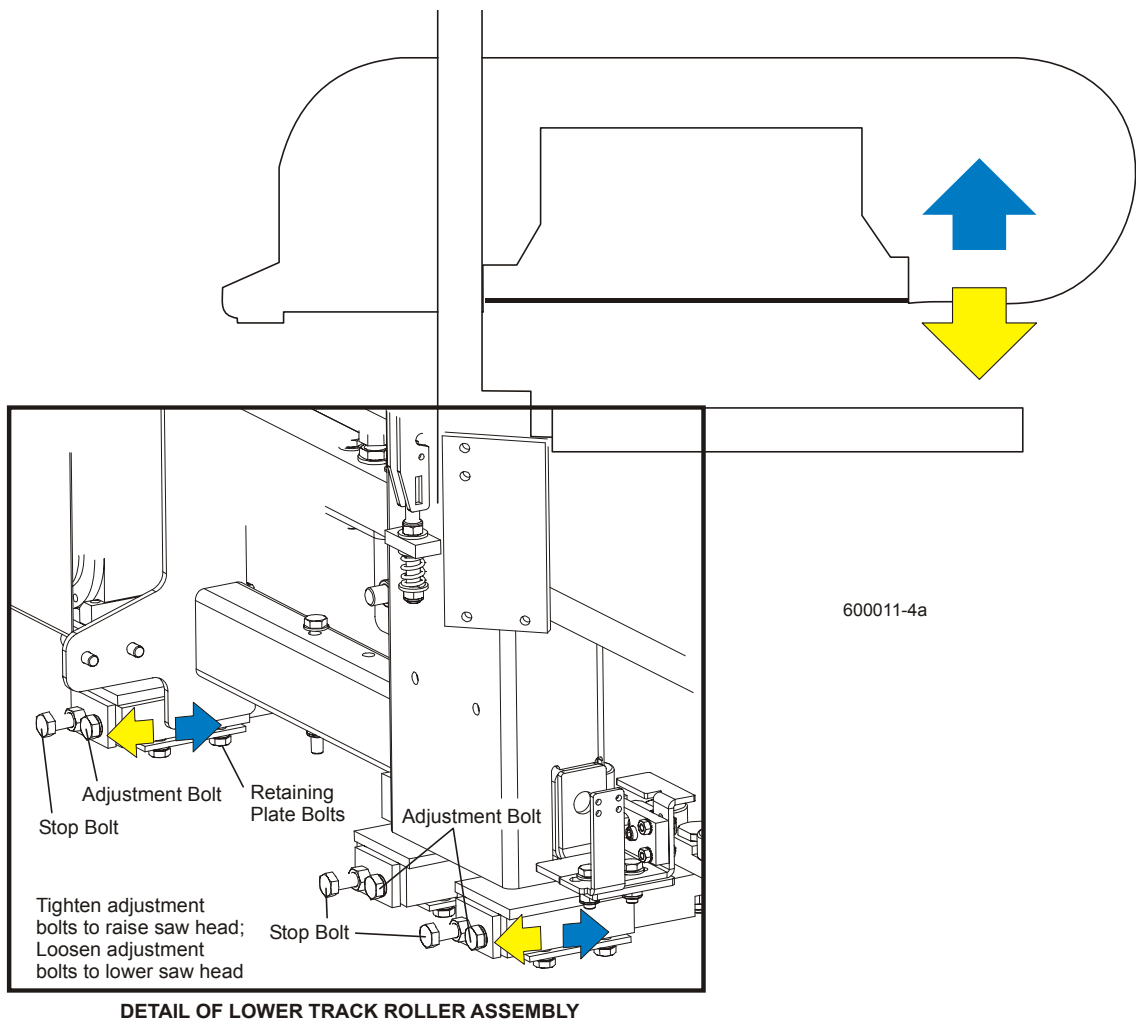 600011-4a
Adjustment Bolt
Stop Bolt
Retaining
Plate Bolts
Adjustment Bolt
Stop Bolt
Tighten adjustment
bolts to raise saw head;
Loosen adjustment
bolts to lower saw head
DETAIL OF LOWER TRACK ROLLER ASSEMBLY